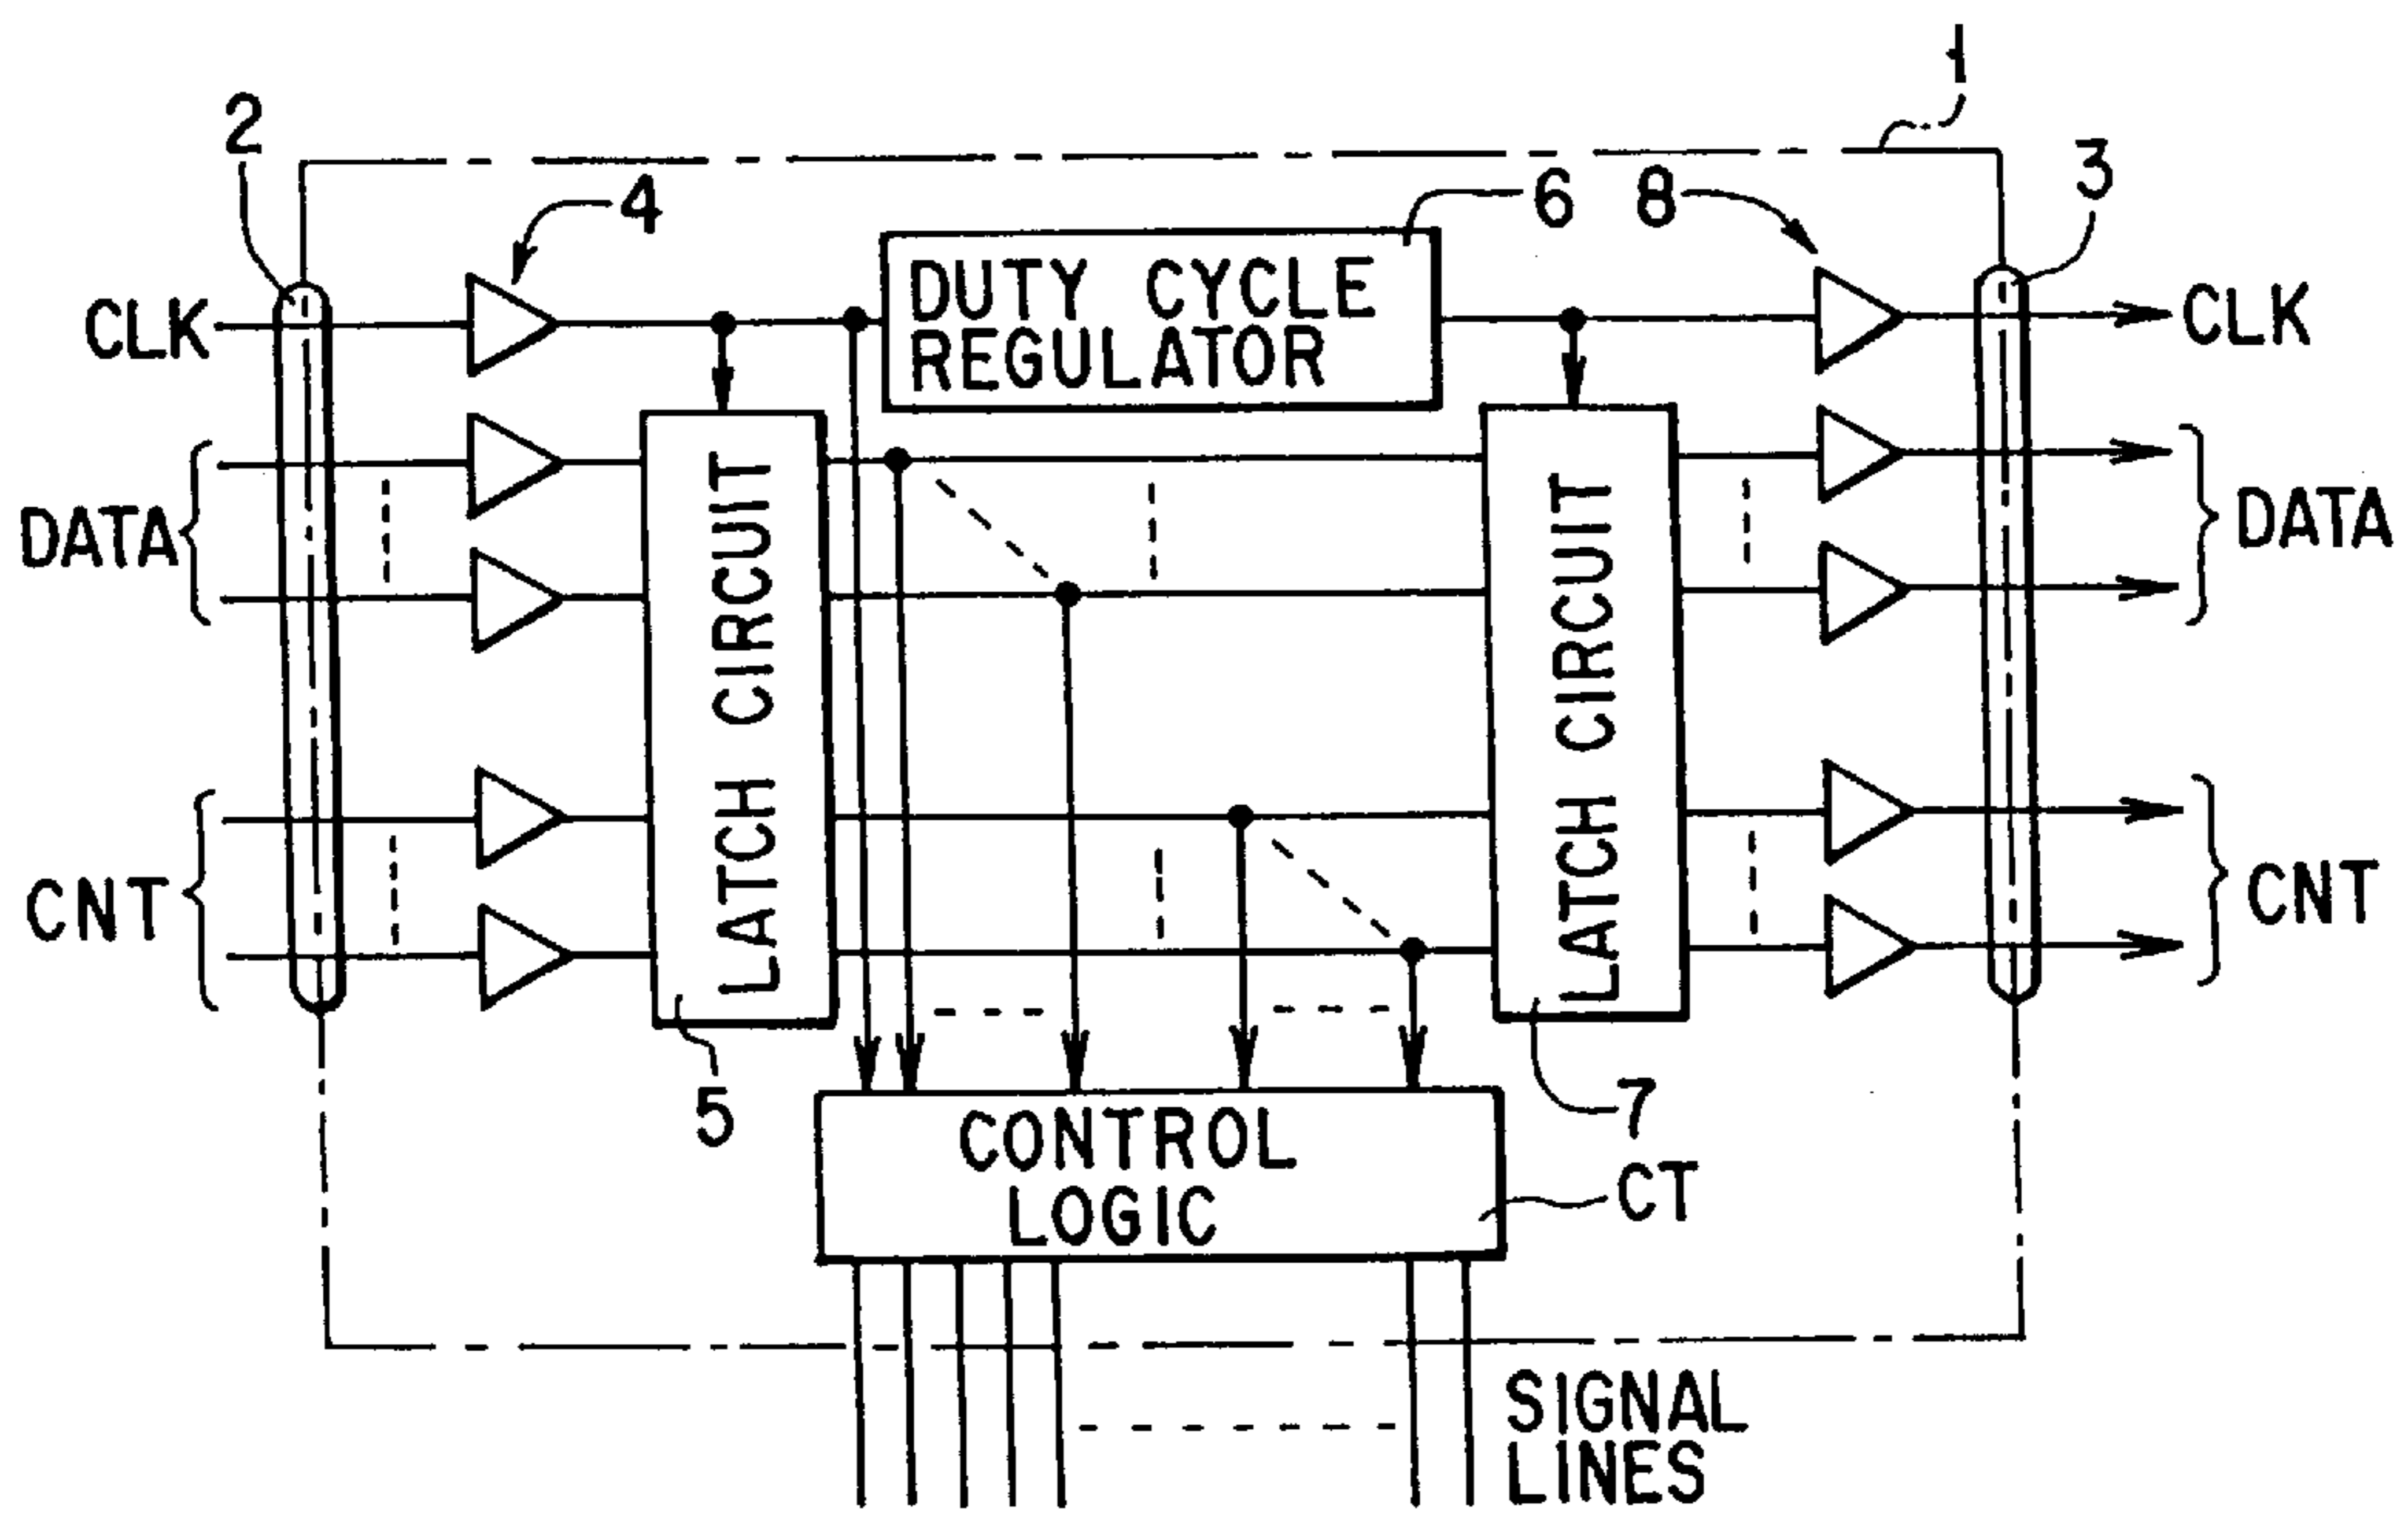 1
2
3
4
6
8
CLK
DUTY CYCLE
REGULATOR
CLK
DATA
LATCH CIRCUIT
LATCH CIRCUIT
DATA
CNT
CNT
5
7
CONTROL
LOGIC
CT
SIGNAL
LINES